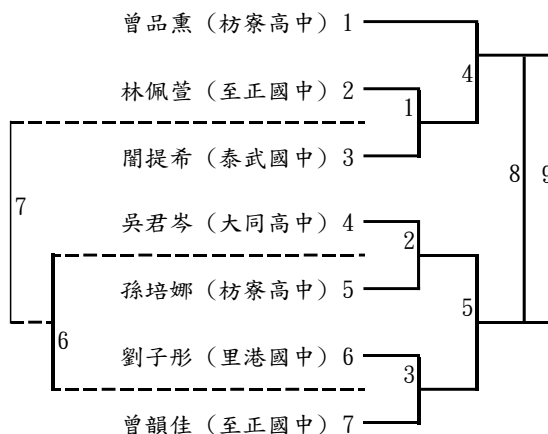 曾品熏（枋寮高中）1
4
林佩萱（至正國中）2
1
闇提希（泰武國中）3
7
8
9
吳君岑（大同高中）4
2
孫培娜（枋寮高中）5
5
6
劉子彤（里港國中）6
3
曾韻佳（至正國中）7